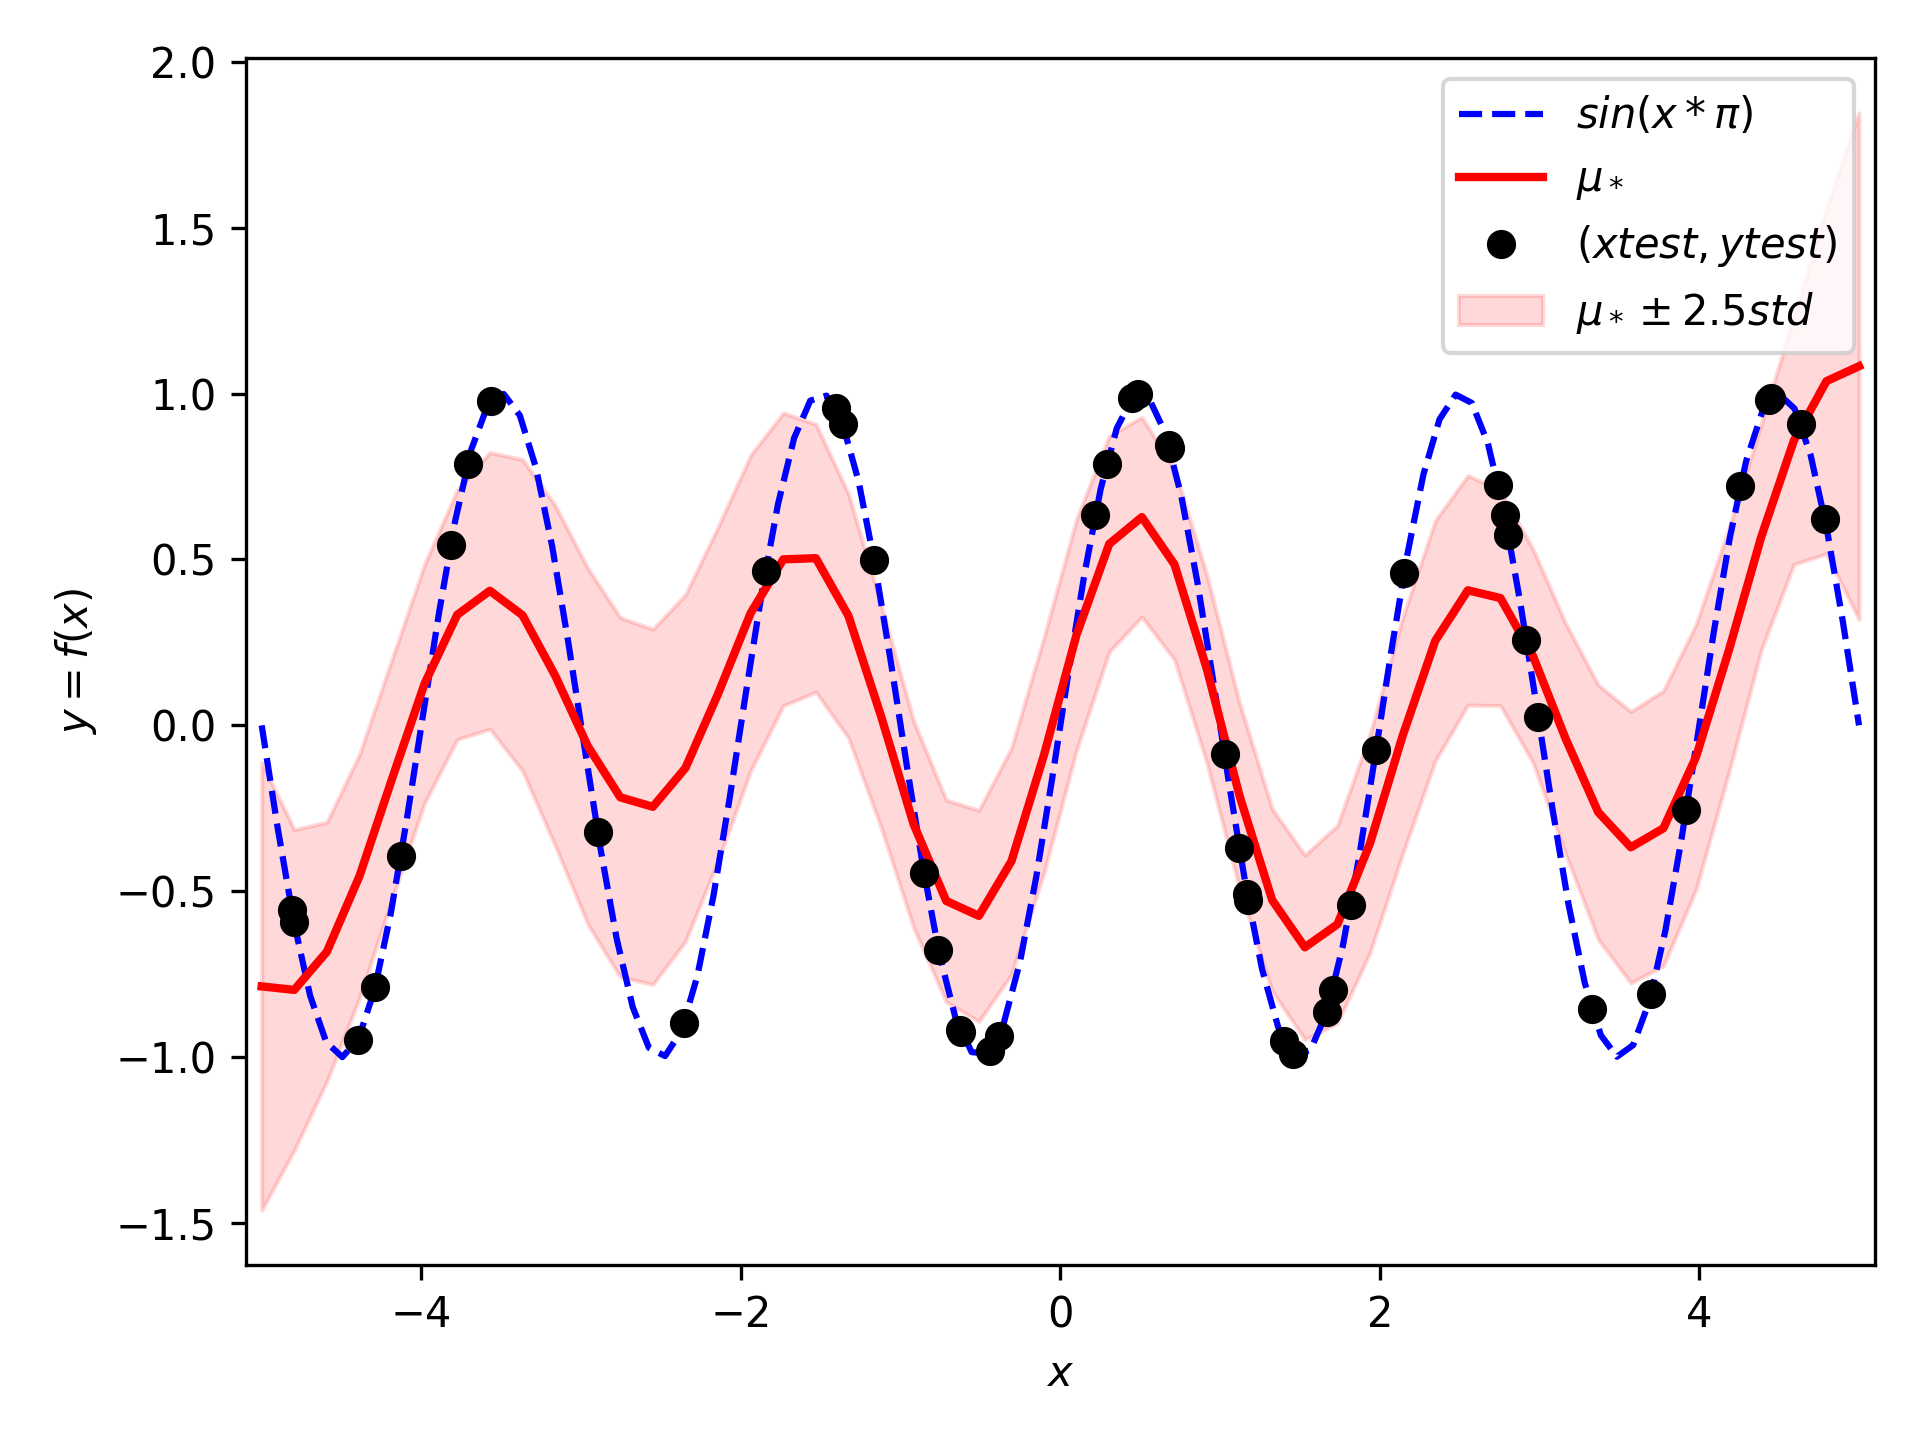 2.0
1.5
1.0
0.5
0.0
−0.5
−1.0
−1.5
y = f(x)
−4 −2 0 2 4
x
sin(x * π)
μ*
(xtest, ytest)
μ* ± 2.5std